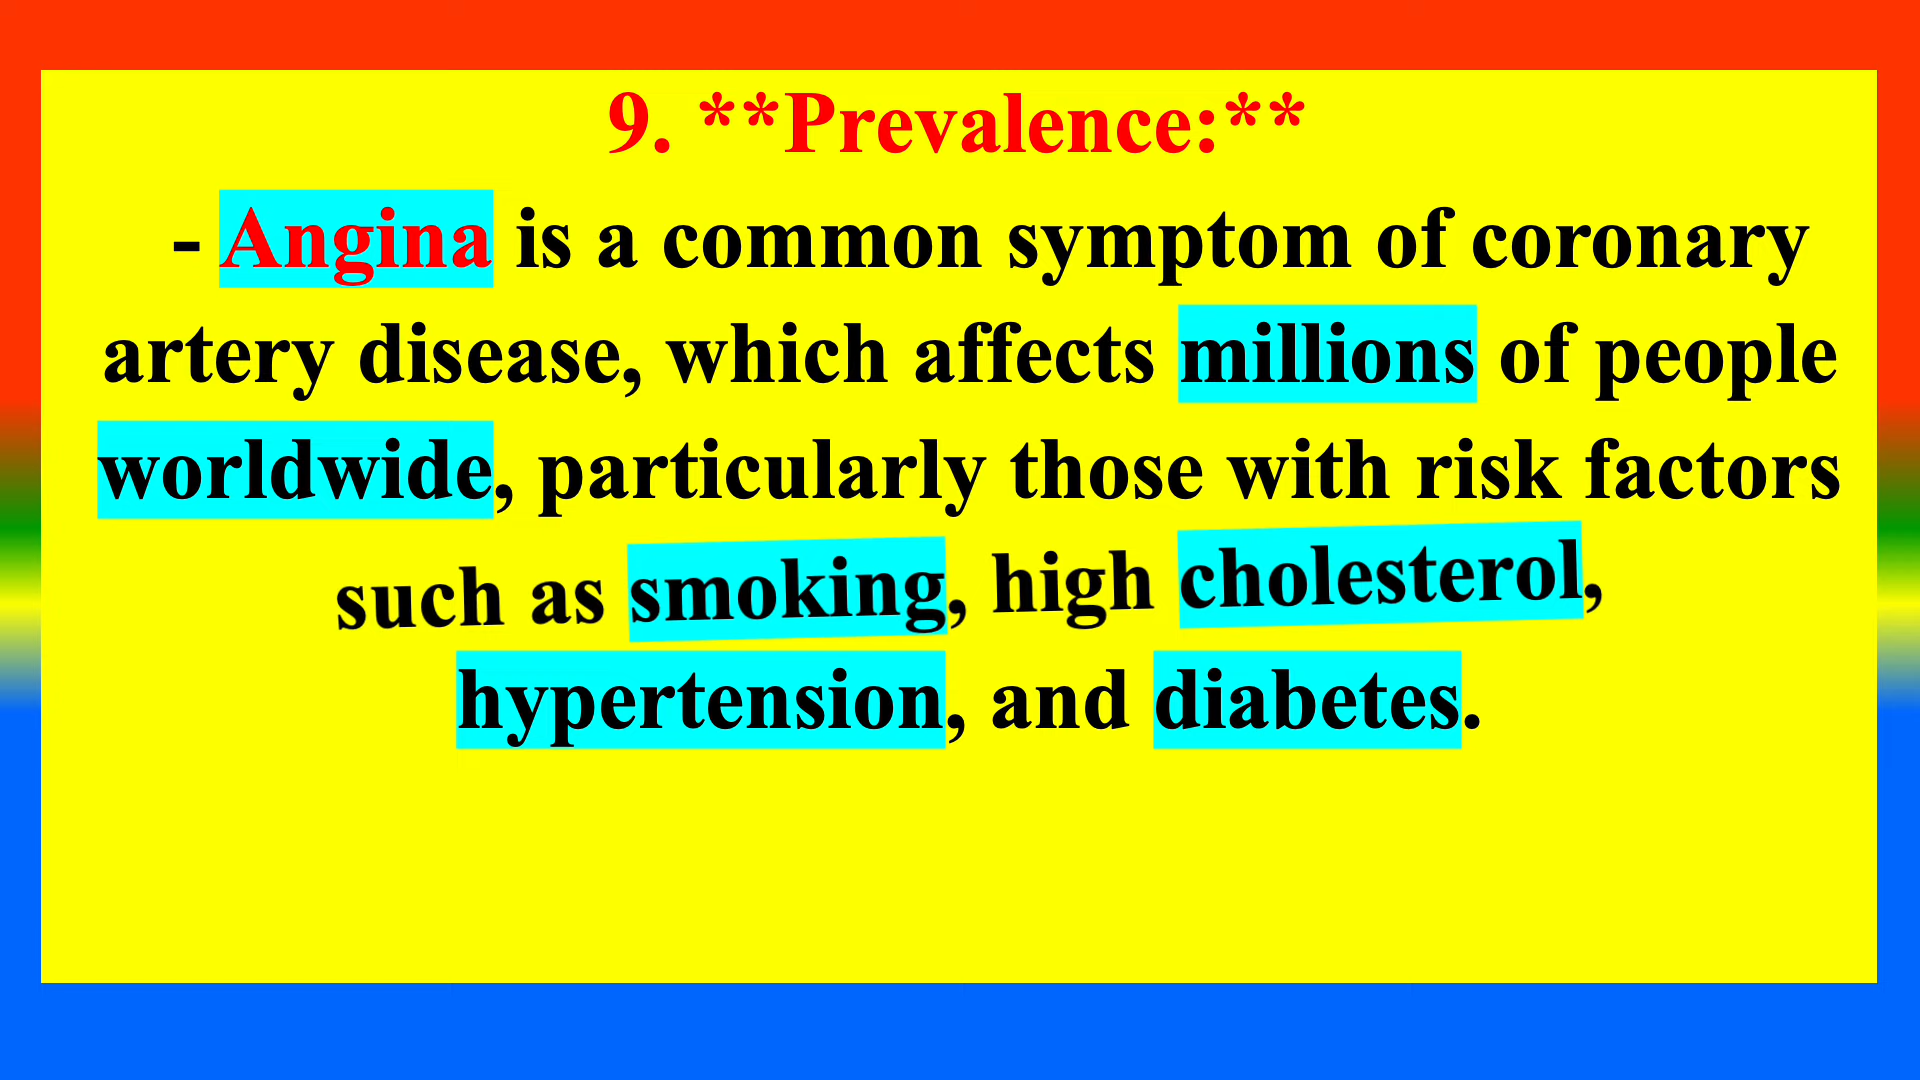 9. **Prevalence:**
- Angina is a common symptom of coronary
artery disease, which affects millions of people
worldwide, particularly those with risk factors
such as smoking, high cholesterol,
hypertension, and diabetes.